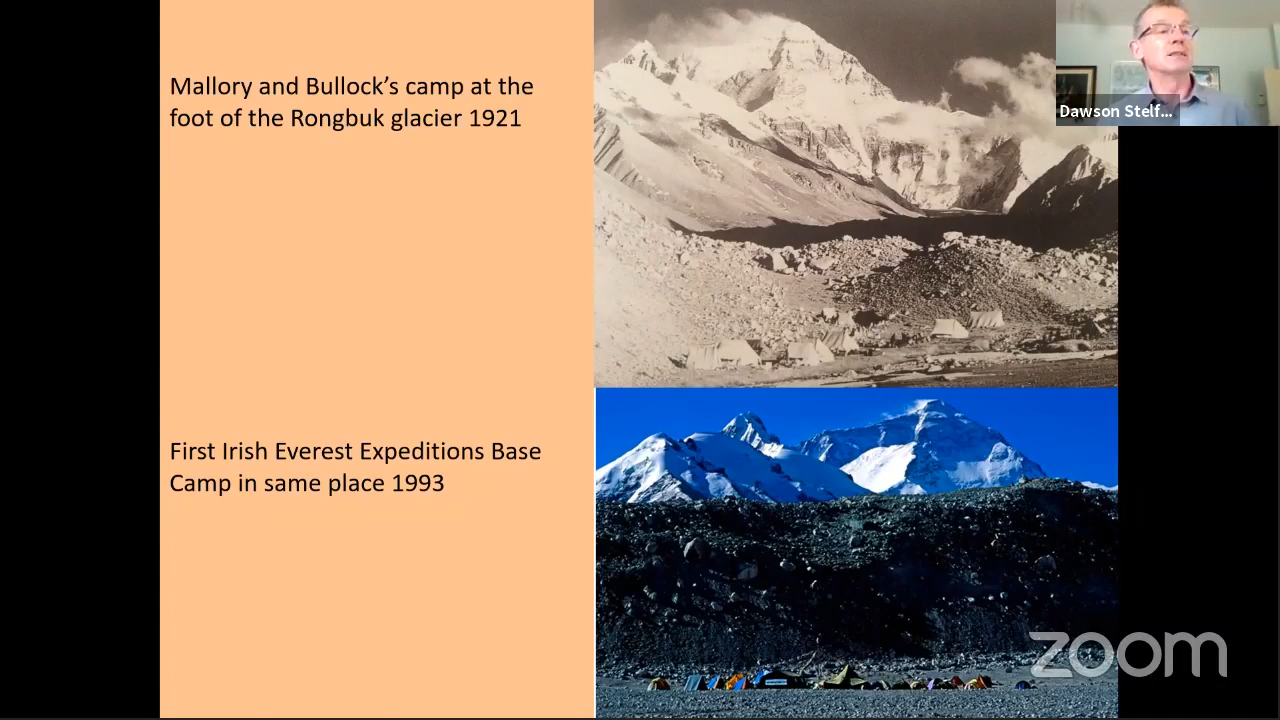 Mallory and Bullock’s camp at the
foot of the Rongbuk glacier 1921
Dawson Stelf...
First Irish Everest Expeditions Base
Camp in same place 1993
zoom